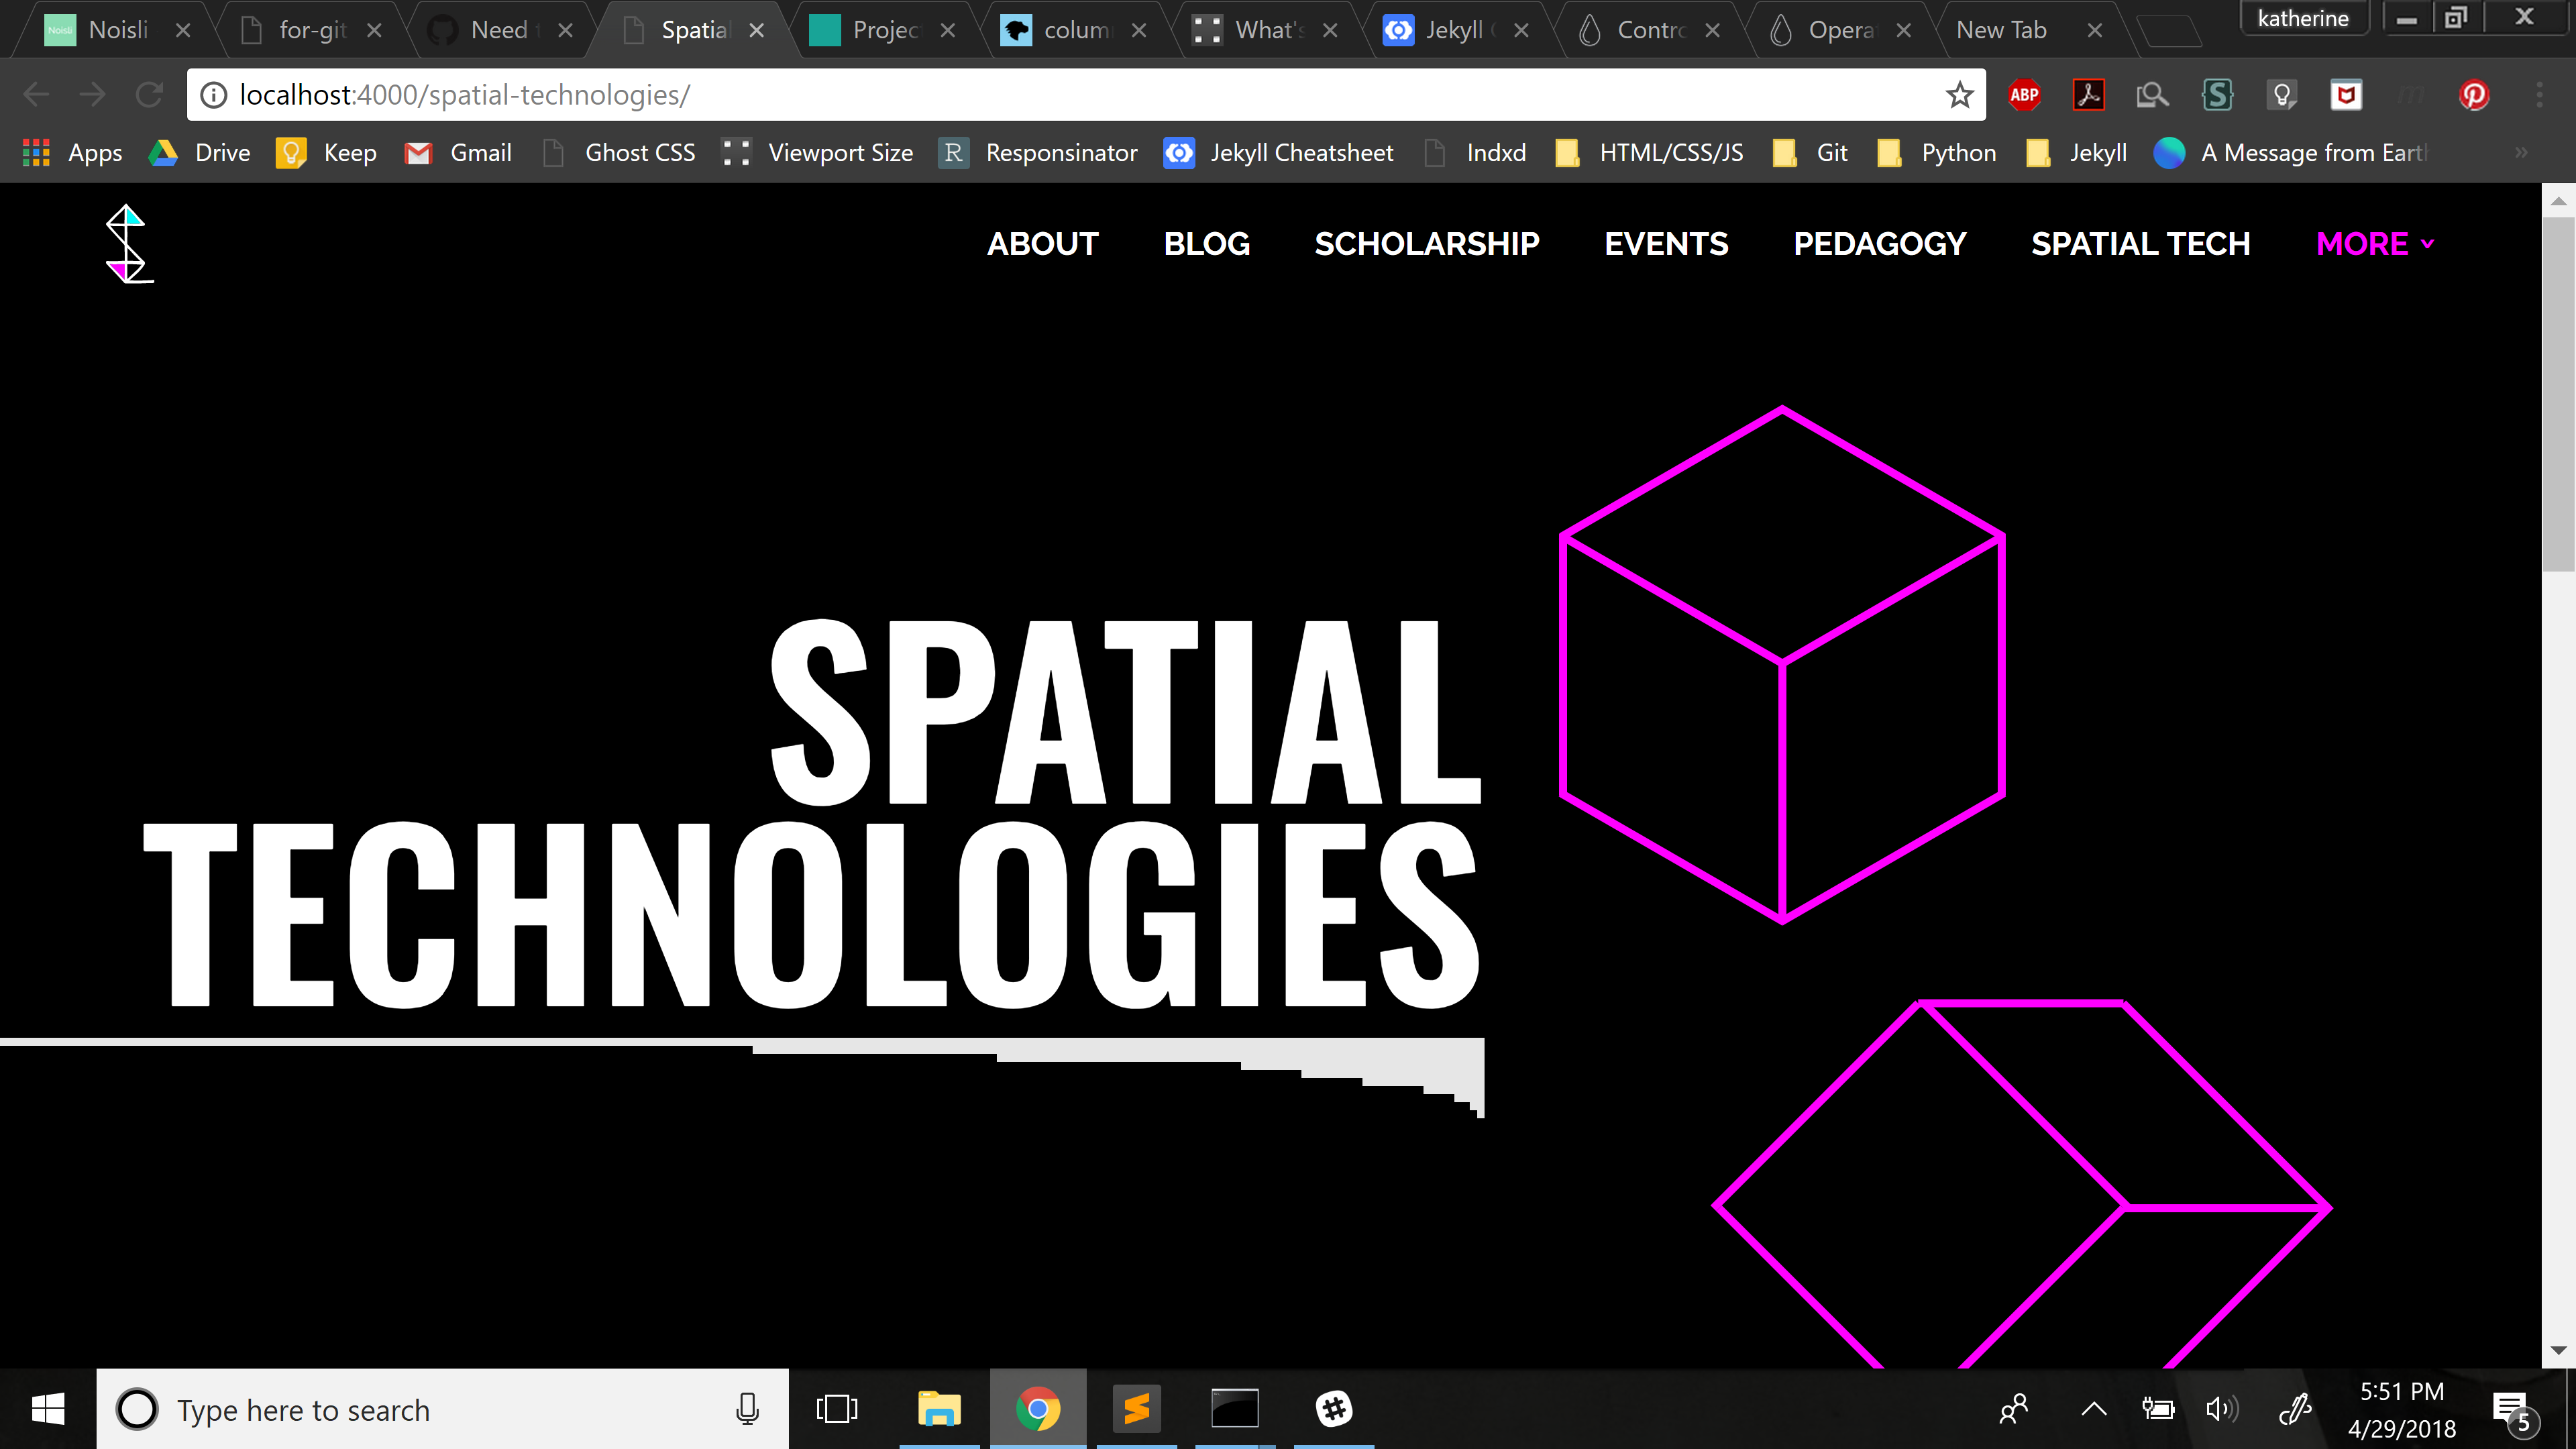 Noisli for-git Need Spatial Projec colum What's Jekyll Contro Opera New Tab katherine
localhost:4000/spatial-technologies/ ABP
Apps Drive Keep Gmail Ghost CSS Viewport Size R Responsinator Jekyll Cheatsheet Indxd HTML/CSS/JS Git Python Jekyll A Message from Eart »
ABOUT BLOG SCHOLARSHIP EVENTS PEDAGOGY SPATIAL TECH MORE
SPATIAL
TECHNOLOGIES
Type here to search
5:51 PM
4/29/2018
5